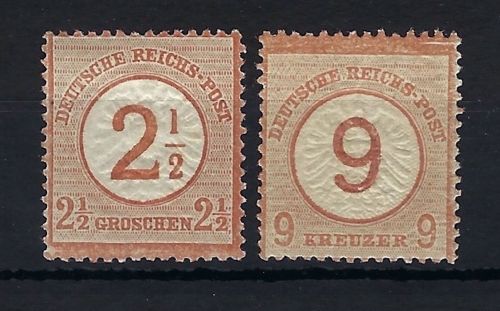 DEUTSCHE REICHS-POST
2 1/2
2 1/2 GROSCHEN 2 1/2
DEUTSCHE REICHS-POST
9
9 KREUZER 9